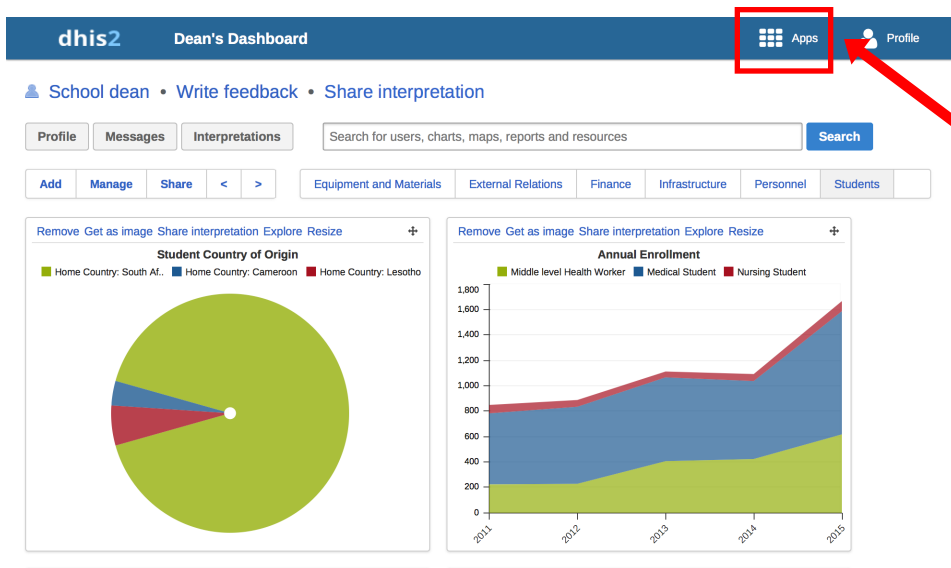 dhis2 Dean's Dashboard Apps Profile
School dean • Write feedback • Share interpretation
Profile Messages Interpretations Search for users, charts, maps, reports and resources Search
Add Manage Share < > Equipment and Materials External Relations Finance Infrastructure Personnel Students
Remove Get as image Share interpretation Explore Resize
Student Country of Origin
Home Country: South Af.. Home Country: Cameroon Home Country: Lesotho
Remove Get as image Share interpretation Explore Resize
Annual Enrollment
Middle level Health Worker Medical Student Nursing Student
1,800
1,600
1,400
1,200
1,000
800
600
400
200
0
2011 2012 2013 2014 2015